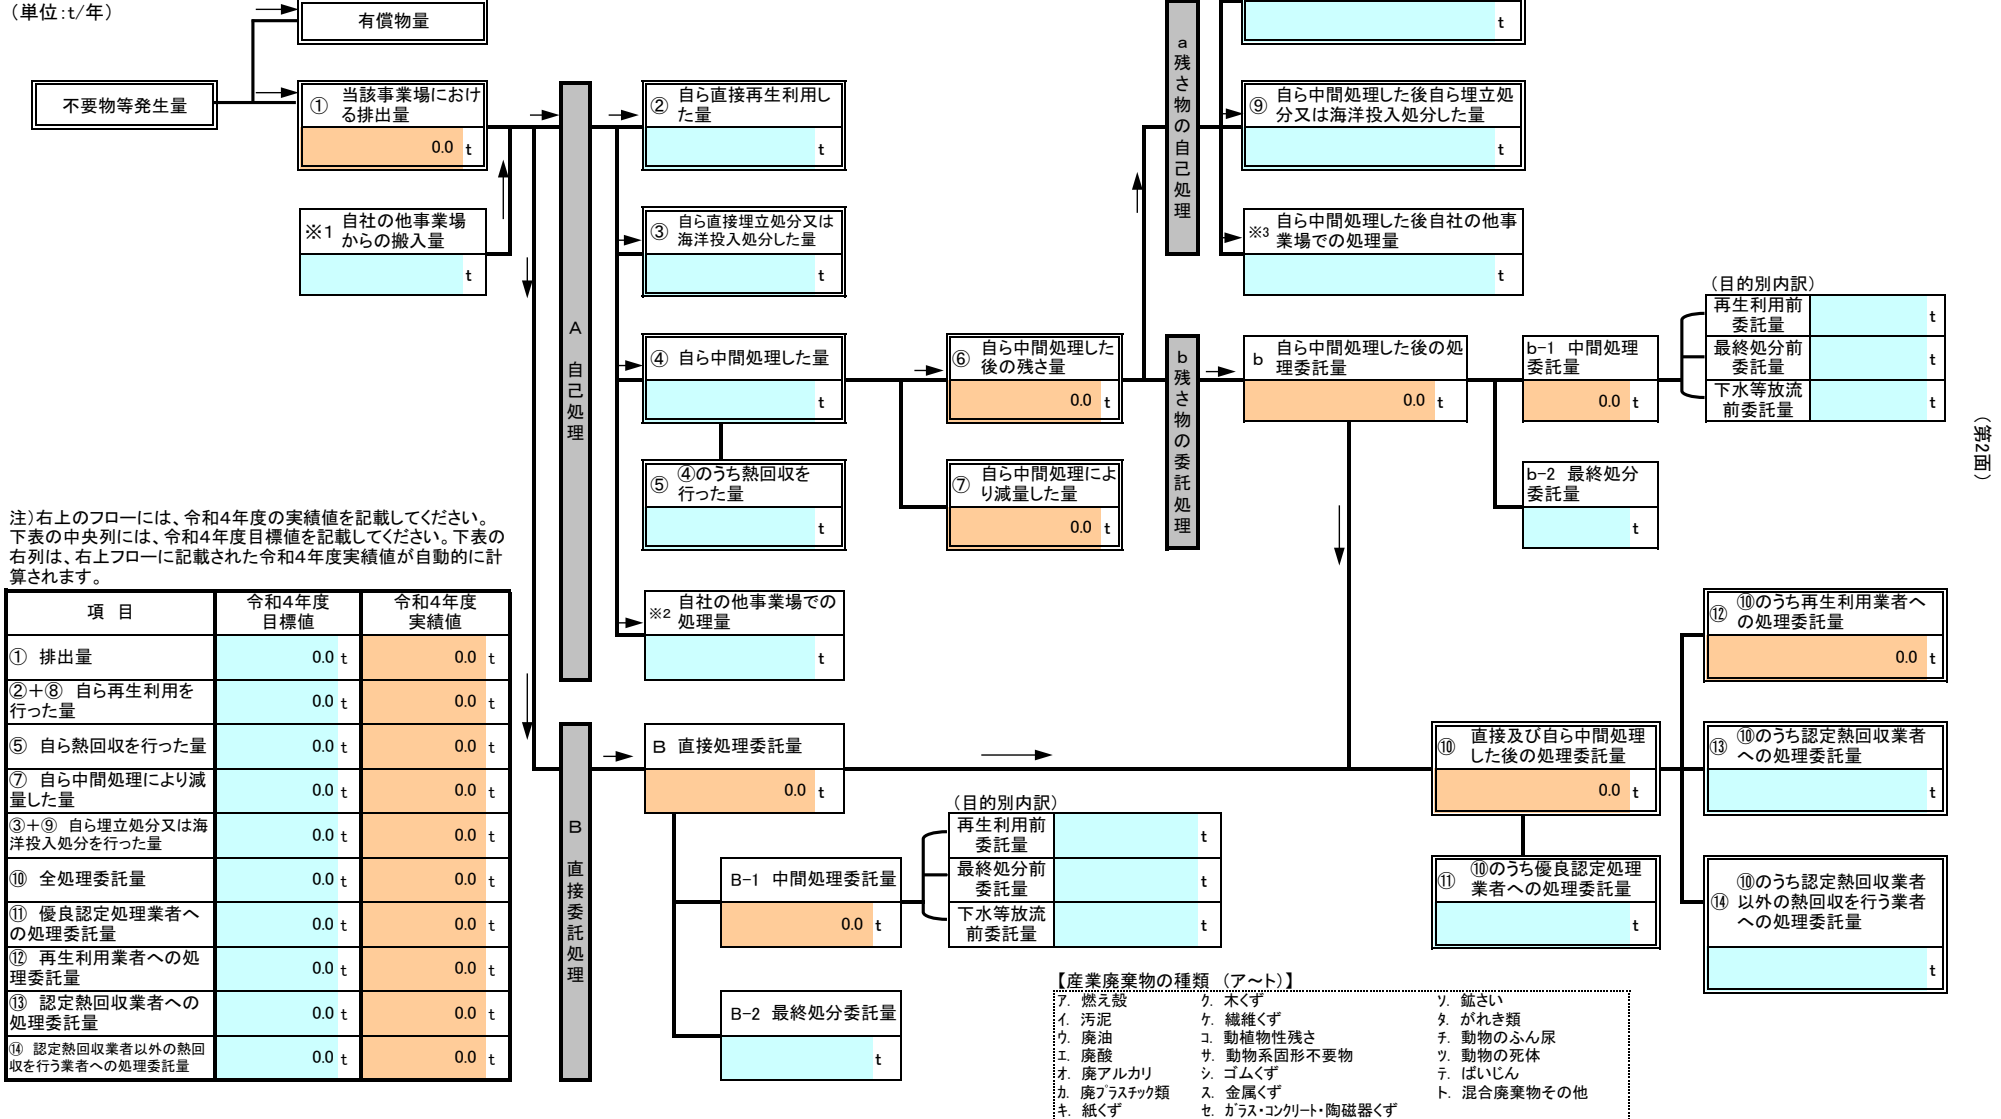 （単位：t/年）
有償物量
不要物等発生量
① 当該事業場におけ
る排出量
0.0 t
※1 自社の他事業場
からの搬入量
t
A 自己処理
② 自ら直接再生利用し
た量
t
③ 自ら直接埋立処分又は
海洋投入処分した量
t
④ 自ら中間処理した量
t
⑤ ④のうち熱回収を
行った量
t
※2 自社の他事業場での
処理量
t
⑥ 自ら中間処理した
後の残さ量
0.0 t
⑦ 自ら中間処理によ
り減量した量
0.0 t
a 残さ物の自己処理
t
⑨ 自ら中間処理した後自ら埋立処
分又は海洋投入処分した量
t
※3 自ら中間処理した後自社の他事
業場での処理量
t
b 残さ物の委託処理
b 自ら中間処理した後の処
理委託量
0.0 t
b-1 中間処理
委託量
0.0 t
b-2 最終処分
委託量
t
（目的別内訳）
再生利用前
委託量
t
最終処分前
委託量
t
下水等放流
前委託量
t
（第2面）
注）右上のフローには、令和4年度の実績値を記載してください。
下表の中央列には、令和4年度目標値を記載してください。下表の
右列は、右上フローに記載された令和4年度実績値が自動的に計
算されます。
項 目 令和4年度 令和4年度
目標値 実績値
① 排出量 0.0 t 0.0 t
②＋⑧ 自ら再生利用を
行った量 0.0 t 0.0 t
⑤ 自ら熱回収を行った量 0.0 t 0.0 t
⑦ 自ら中間処理により減
量した量 0.0 t 0.0 t
③＋⑨ 自ら埋立処分又は海
洋投入処分を行った量 0.0 t 0.0 t
⑩ 全処理委託量 0.0 t 0.0 t
⑪ 優良認定処理業者へ
の処理委託量 0.0 t 0.0 t
⑫ 再生利用業者への処
理委託量 0.0 t 0.0 t
⑬ 認定熱回収業者への
処理委託量 0.0 t 0.0 t
⑭ 認定熱回収業者以外の熱回
収を行う業者への処理委託量 0.0 t 0.0 t
B 直接委託処理
B 直接処理委託量
0.0 t
B-1 中間処理委託量
0.0 t
B-2 最終処分委託量
t
（目的別内訳）
再生利用前
委託量
t
最終処分前
委託量
t
下水等放流
前委託量
t
⑩ 直接及び自ら中間処理
した後の処理委託量
0.0 t
⑪ ⑩のうち優良認定処理
業者への処理委託量
t
⑫ ⑩のうち再生利用業者へ
の処理委託量
0.0 t
⑬ ⑩のうち認定熱回収業者
への処理委託量
t
⑭ ⑩のうち認定熱回収業者
以外の熱回収を行う業者
への処理委託量
t
【産業廃棄物の種類 （ア～ト）】
ア. 燃え殻 ク. 木くず ソ. 鉱さい
イ. 汚泥 ケ. 繊維くず タ. がれき類
ウ. 廃油 コ. 動植物性残さ チ. 動物のふん尿
エ. 廃酸 サ. 動物系固形不要物 ツ. 動物の死体
オ. 廃アルカリ シ. ゴムくず テ. ばいじん
カ. 廃プラスチック類 ス. 金属くず ト. 混合廃棄物その他
キ. 紙くず セ. ガラス・コンクリート・陶磁器くず